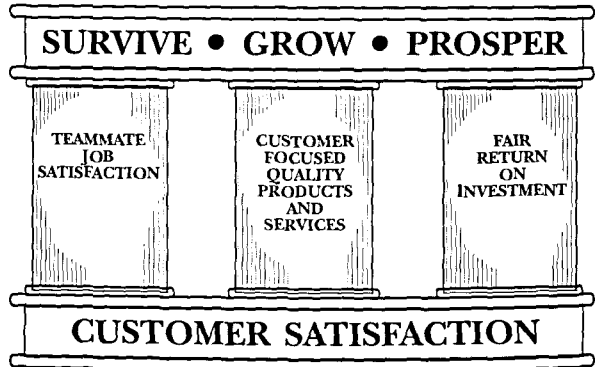 SURVIVE • GROW • PROSPER
TEAMMATE
JOB
SATISFACTION
CUSTOMER
FOCUSED
QUALITY
PRODUCTS
AND
SERVICES
FAIR
RETURN
ON
INVESTMENT
CUSTOMER SATISFACTION